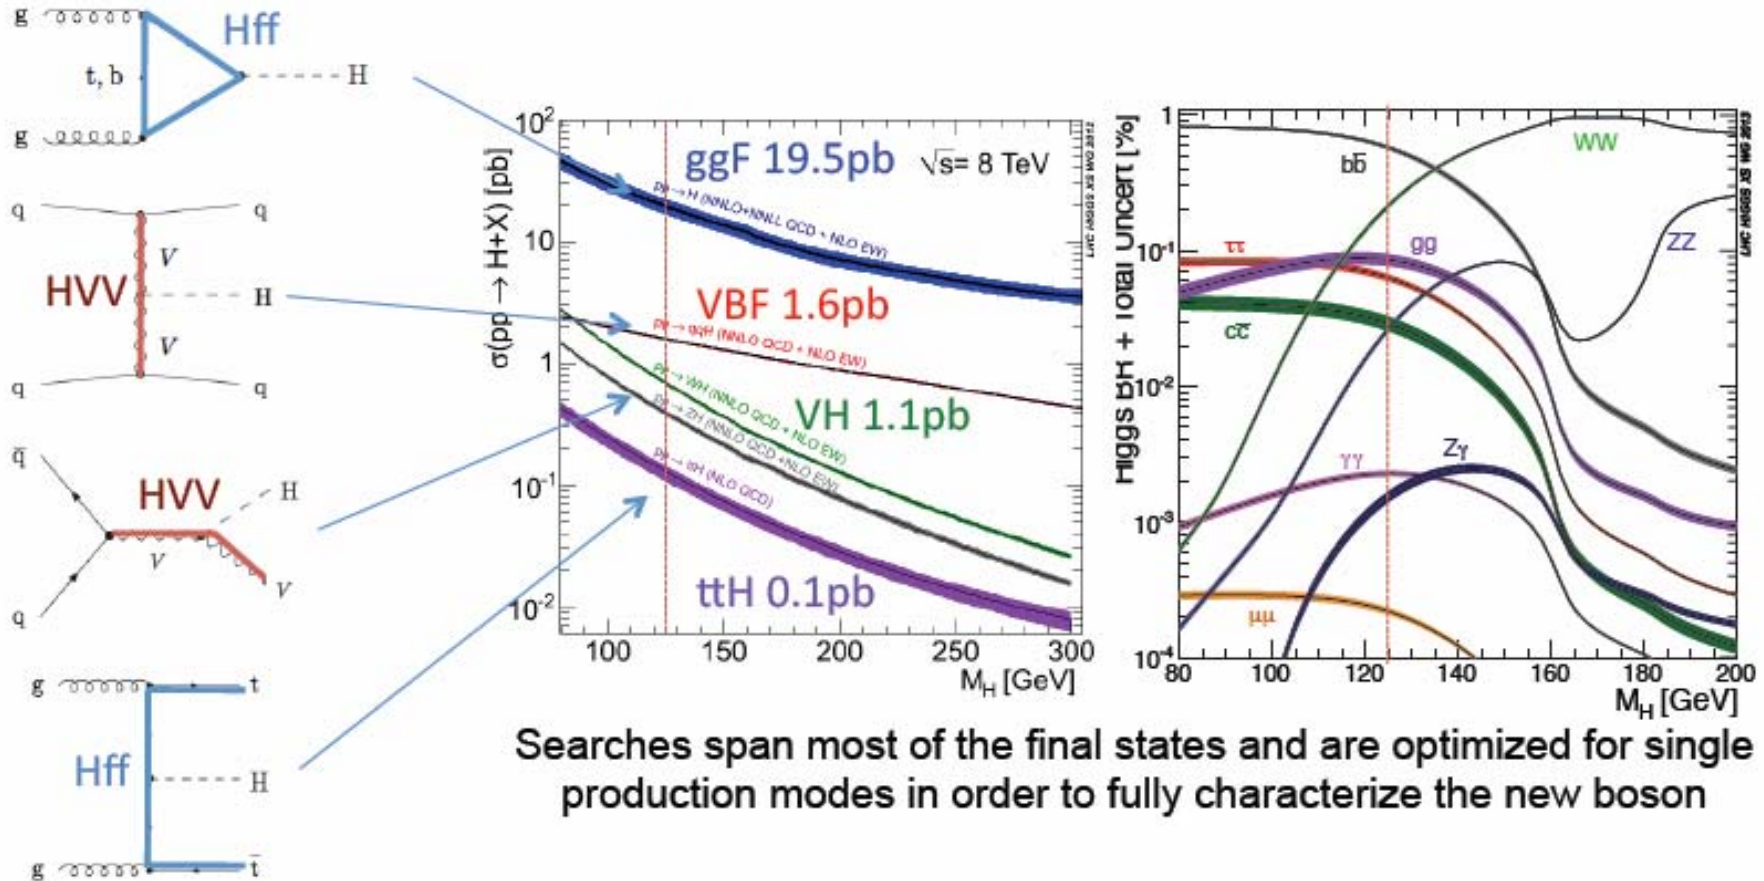 g
Hff
t, b
H
g
q
q
V
HVV
H
V
q
q
q̄
HVV
H
V
V
q
g
t
Hff
H
g
t̄
σ(pp → H+X) [pb]
10²
10
1
10⁻¹
10⁻²
ggF 19.5pb
√s= 8 TeV
pp → H (NNLO+NNLL QCD + NLO EW)
VBF 1.6pb
pp → qqH (NNLO QCD + NLO EW)
pp → WH (NNLO QCD + NLO EW)
VH 1.1pb
pp → ZH (NNLO QCD +NLO EW)
pp → ttH (NLO QCD)
ttH 0.1pb
LHC HIGGS XS WG 2012
100 150 200 250 300
M_H [GeV]
Higgs BR + Total Uncert [%]
1
10⁻¹
10⁻²
10⁻³
10⁻⁴
bb̄
WW
ττ
gg
ZZ
cc̄
γγ
Zγ
μμ
LHC HIGGS XS WG 2013
80 100 120 140 160 180 200
M_H [GeV]
Searches span most of the final states and are optimized for single
production modes in order to fully characterize the new boson